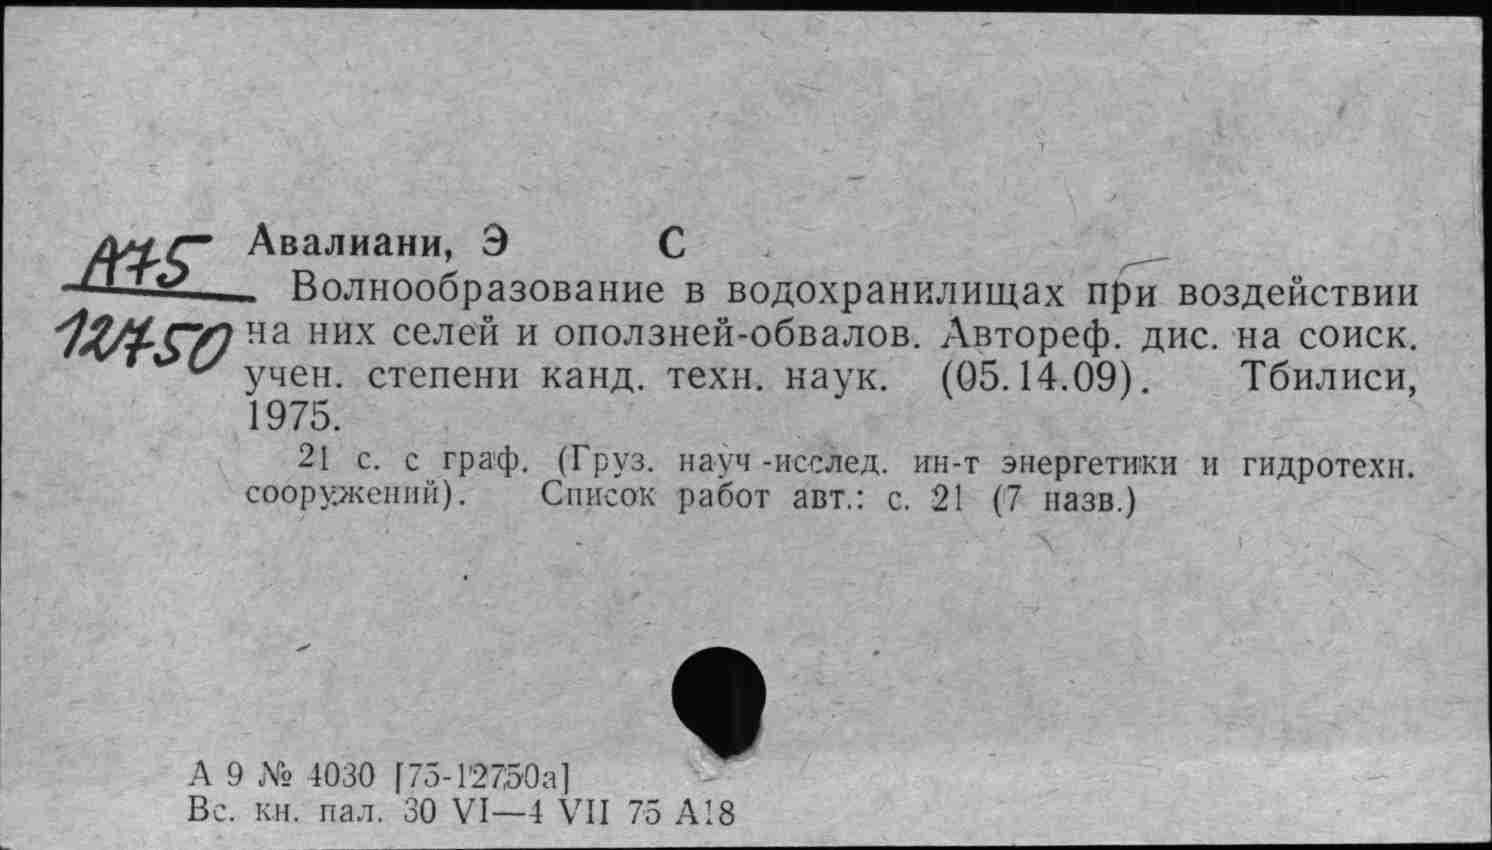 А75
12750
Авалиани, Э С
Волнообразование в водохранилищах при воздействии
на них селей и оползней-обвалов. Автореф. дис. на соиск.
учен. степени канд. техн. наук. (05.14.09). Тбилиси,
1975.
21 с. с граф. (Груз. науч-исслед. ин-т энергетики и гидротехн.
сооружений). Список работ авт.: с. 21 (7 назв.)
А 9 № 4030 [75-12750а]
Вс. кн. пал. 30 VI—4 VII 75 А18